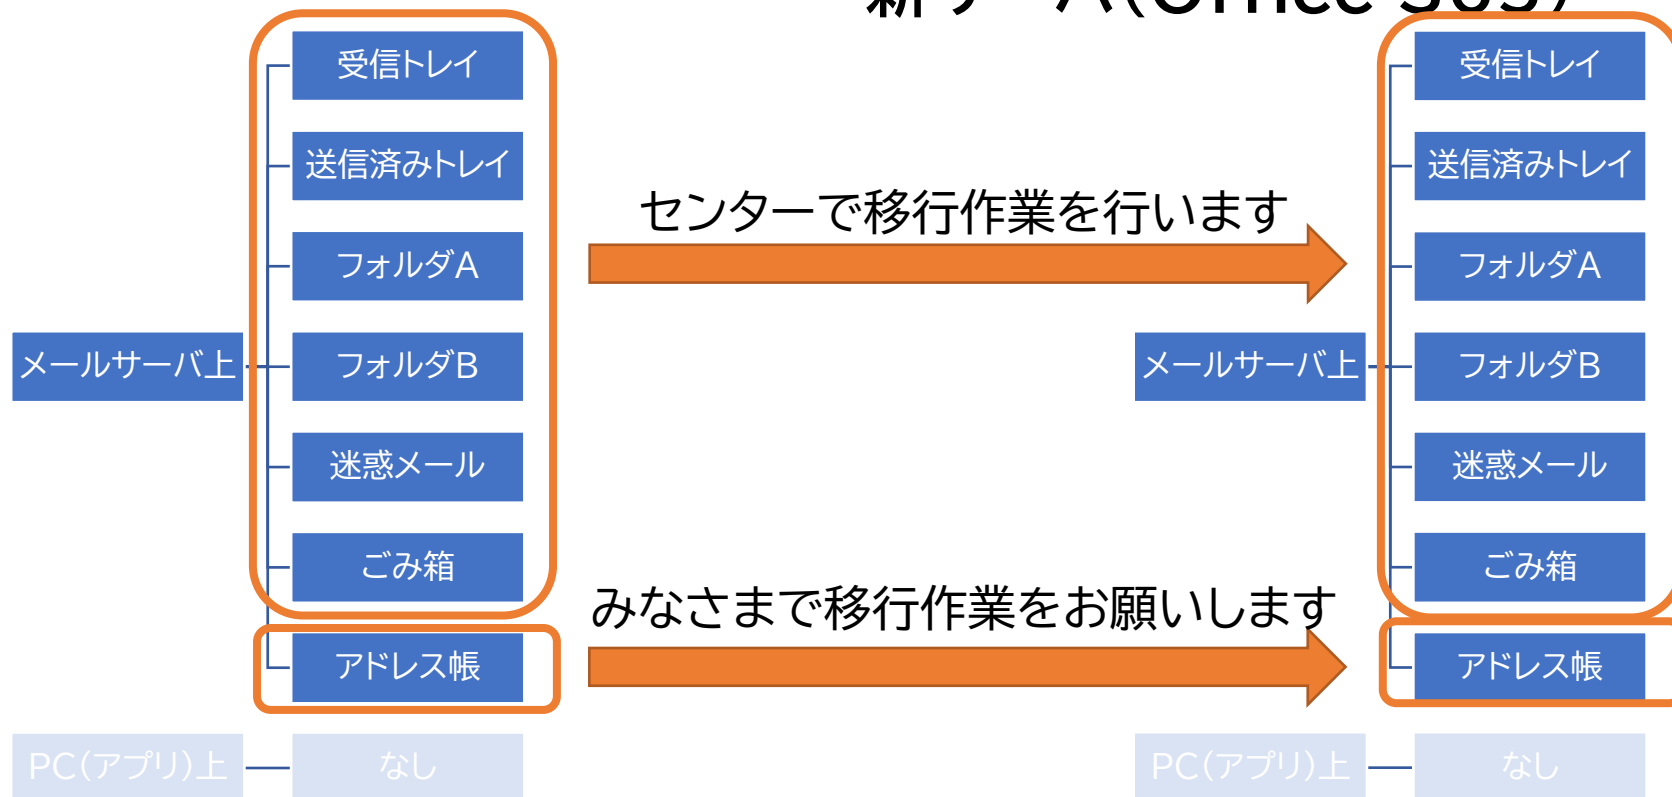 受信トレイ
送信済みトレイ
フォルダA
メールサーバ上
フォルダB
迷惑メール
ごみ箱
アドレス帳
PC(アプリ)上
なし
センターで移行作業を行います
みなさまで移行作業をお願いします
受信トレイ
送信済みトレイ
フォルダA
メールサーバ上
フォルダB
迷惑メール
ごみ箱
アドレス帳
PC(アプリ)上
なし